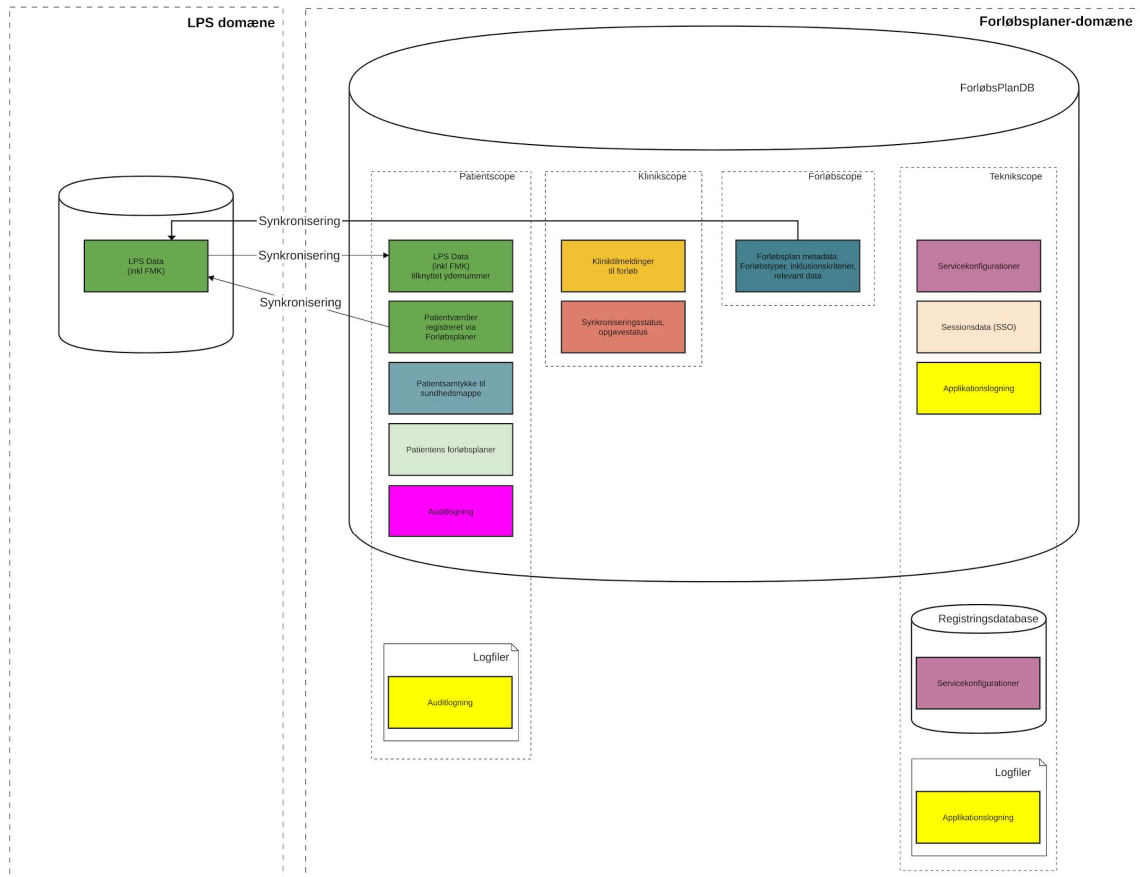 LPS domæne
Forløbsplaner-domæne
ForløbsPlanDB
Patientscope
Klinikscope
Forløbscope
Teknikscope
Synkronisering
Synkronisering
Synkronisering
LPS Data
(inkl FMK)
LPS Data
(inkl FMK)
tilknyttet ydernummer
Kliniktilmeldinger
til forløb
Forløbsplan metadata:
Forløbstyper, inklusionskriterier,
relevant data
Servicekonfigurationer
Patientværdier
registreret via
Forløbsplaner
Synkroniseringsstatus,
opgavestatus
Sessionsdata (SSO)
Patientsamtykke til
sundhedsmappe
Applikationslogning
Patientens forløbsplaner
Auditlogning
Registringsdatabase
Servicekonfigurationer
Logfiler
Auditlogning
Logfiler
Applikationslogning